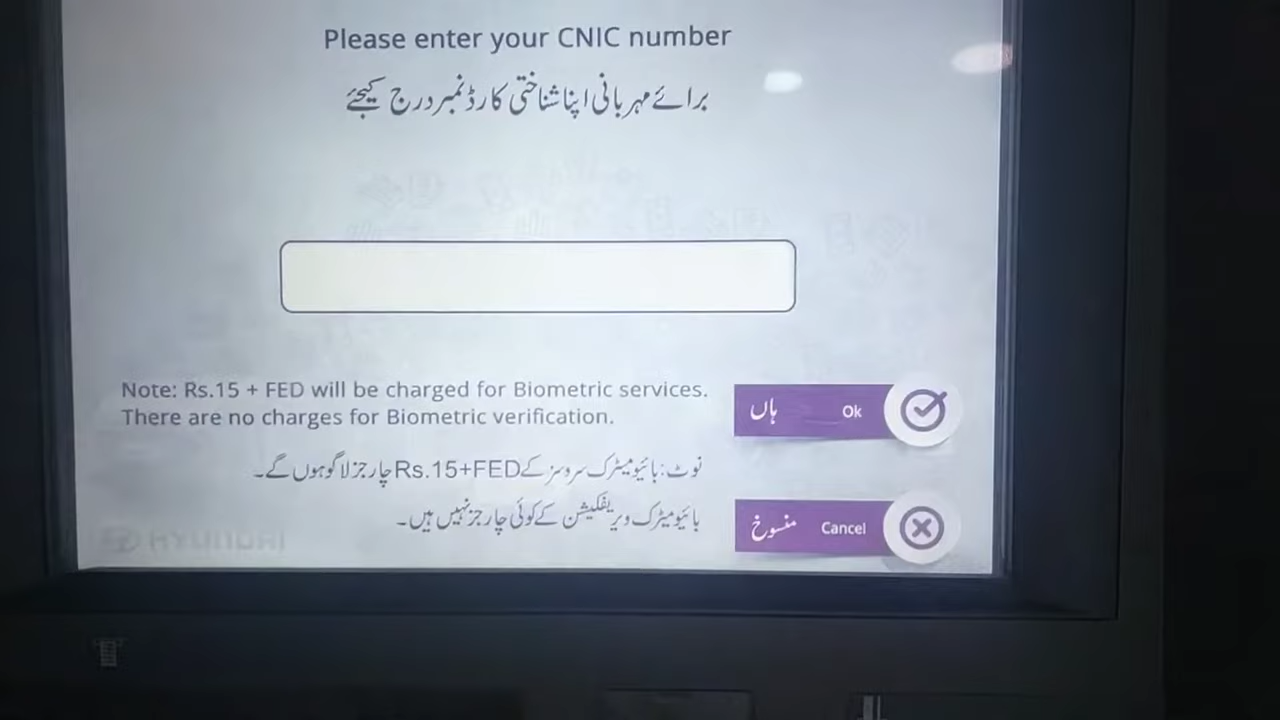 Please enter your CNIC number
برائے مہربانی اپنا شناختی کارڈ نمبر درج کیجئے
Note: Rs.15 + FED will be charged for Biometric services.
There are no charges for Biometric verification.
ہاں Ok
نوٹ: بائیومیٹرک سروسز کے Rs.15+FED چارجز لاگو ہوں گے۔
بائیومیٹرک ویریفکیشن کے کوئی چارجز نہیں ہیں۔
منسوخ Cancel
HYUNDAI